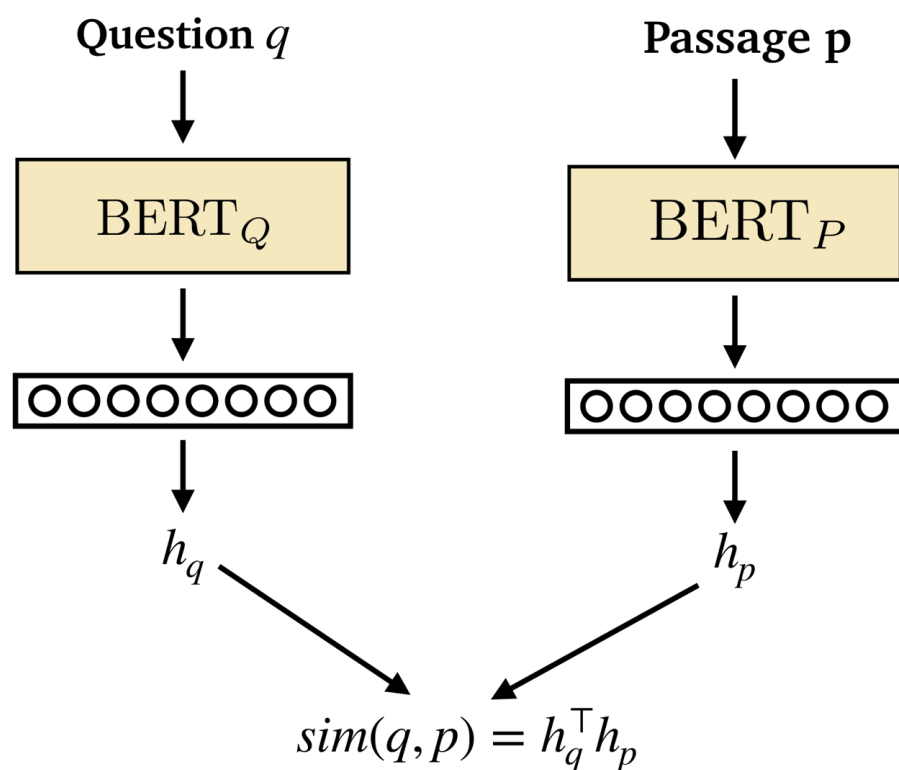 Question q
Passage p
BERT_Q
BERT_P
h_q
h_p
sim(q, p) = h_q^⊤ h_p